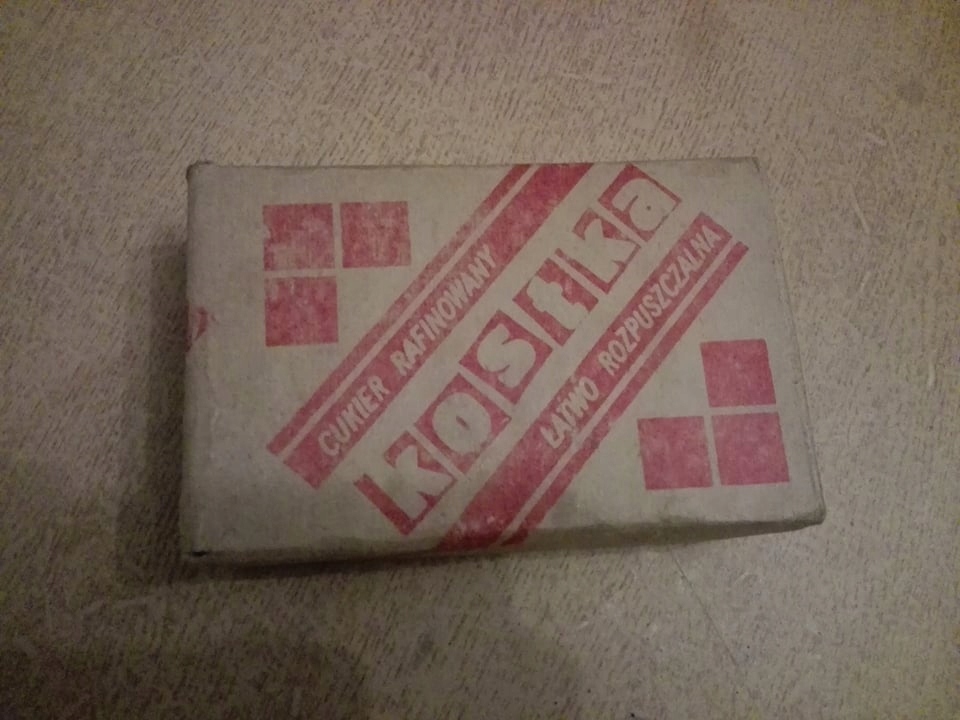 CUKIER RAFINOWANY
kostka
ŁATWO ROZPUSZCZALNA